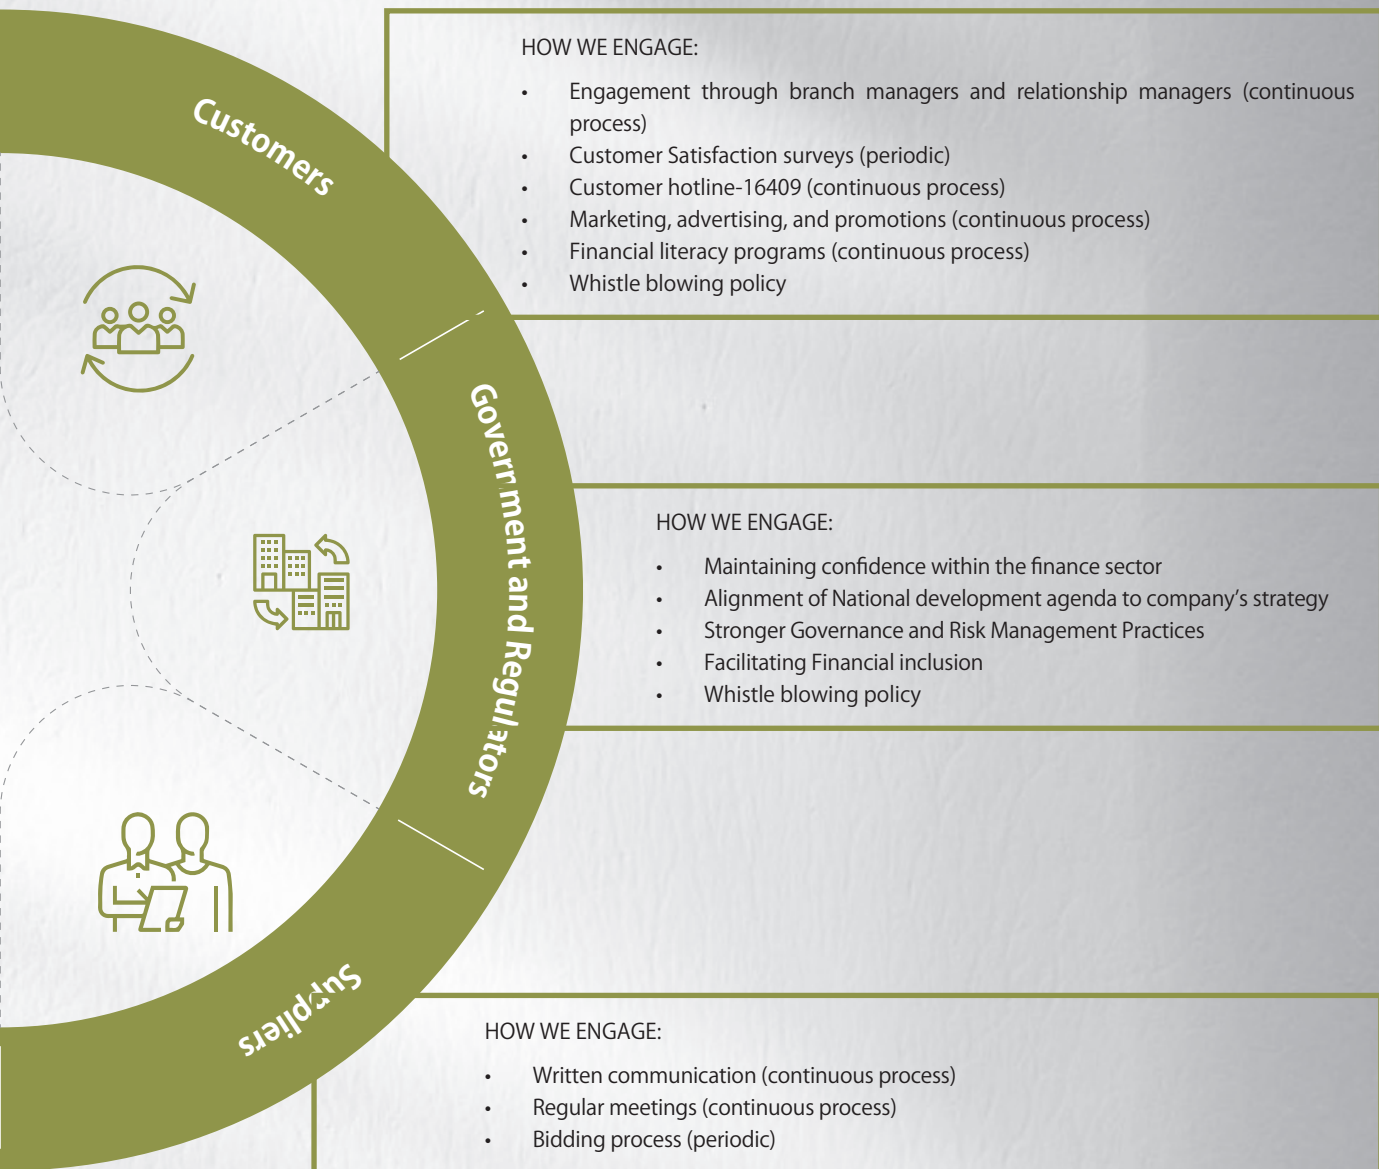 Customers
HOW WE ENGAGE:
• Engagement through branch managers and relationship managers (continuous
process)
• Customer Satisfaction surveys (periodic)
• Customer hotline-16409 (continuous process)
• Marketing, advertising, and promotions (continuous process)
• Financial literacy programs (continuous process)
• Whistle blowing policy
Government and Regulators
HOW WE ENGAGE:
• Maintaining confidence within the finance sector
• Alignment of National development agenda to company's strategy
• Stronger Governance and Risk Management Practices
• Facilitating Financial inclusion
• Whistle blowing policy
Suppliers
HOW WE ENGAGE:
• Written communication (continuous process)
• Regular meetings (continuous process)
• Bidding process (periodic)